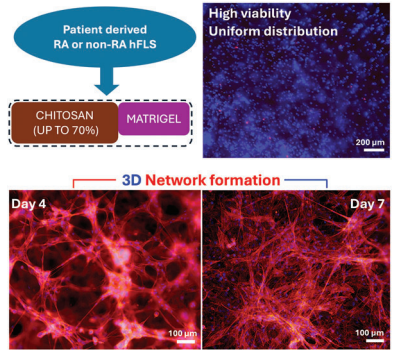 Patient derived
RA or non-RA hFLS
CHITOSAN
(UP TO 70%)
MATRIGEL
High viability
Uniform distribution
200 µm
3D Network formation
Day 4
100 µm
Day 7
100 µm